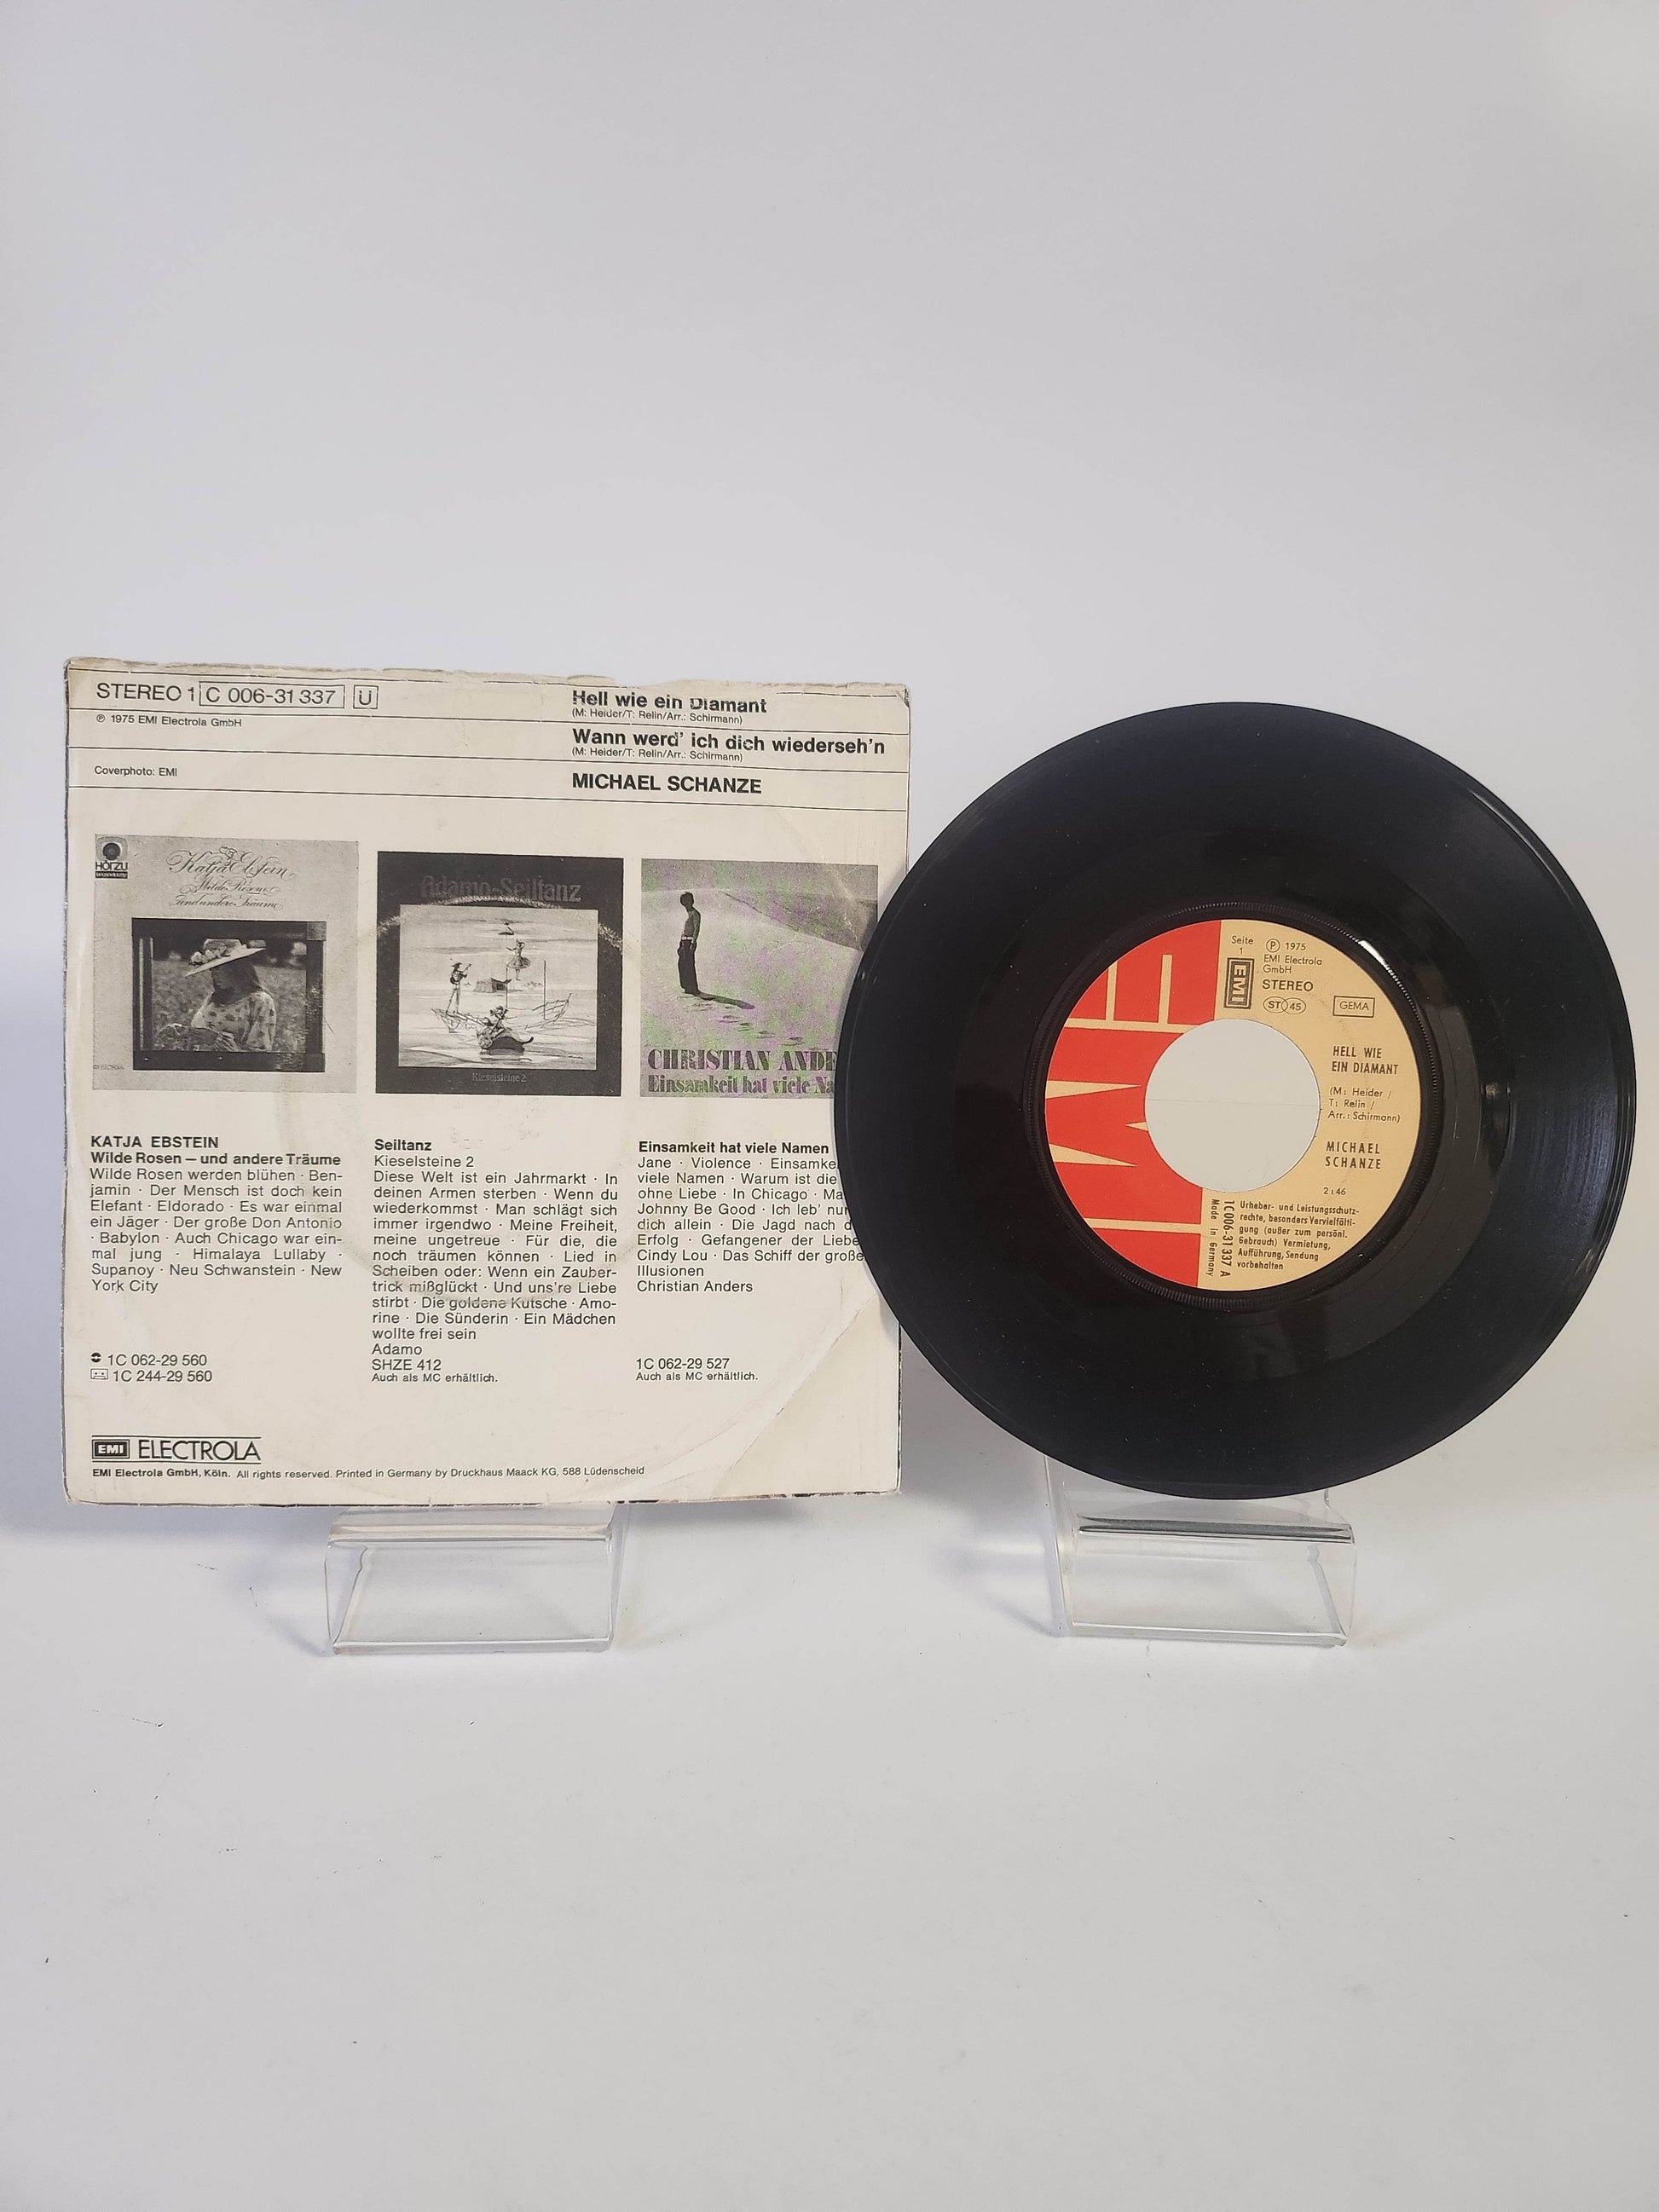 STEREO 1 C 006-31 337 U
℗ 1975 EMI Electrola GmbH
Coverphoto: EMI
Hell wie ein Diamant
(M: Heider/T: Relin/Arr.: Schirmann)
Wann werd' ich dich wiederseh'n
(M: Heider/T: Relin/Arr.: Schirmann)
MICHAEL SCHANZE
HÖRZU
Katja Ebstein
Wilde Rosen
und andere Träume
Adamo-Seiltanz
Kieselsteine 2
CHRISTIAN ANDE
Einsamkeit hat viele Na
KATJA EBSTEIN
Wilde Rosen – und andere Träume
Wilde Rosen werden blühen · Ben-
jamin · Der Mensch ist doch kein
Elefant · Eldorado · Es war einmal
ein Jäger · Der große Don Antonio
· Babylon · Auch Chicago war ein-
mal jung · Himalaya Lullaby ·
Supanoy · Neu Schwanstein · New
York City
1C 062-29 560
1C 244-29 560
Seiltanz
Kieselsteine 2
Diese Welt ist ein Jahrmarkt · In
deinen Armen sterben · Wenn du
wiederkommst · Man schlägt sich
immer irgendwo · Meine Freiheit,
meine ungetreue · Für die, die
noch träumen können · Lied in
Scheiben oder: Wenn ein Zauber-
trick mißglückt · Und uns're Liebe
stirbt · Die goldene Kutsche · Amo-
rine · Die Sünderin · Ein Mädchen
wollte frei sein
Adamo
SHZE 412
Auch als MC erhältlich.
Einsamkeit hat viele Namen
Jane · Violence · Einsamke
viele Namen · Warum ist die
ohne Liebe · In Chicago · Ma
Johnny Be Good · Ich leb' nur
dich allein · Die Jagd nach d
Erfolg · Gefangener der Liebe
Cindy Lou · Das Schiff der große
Illusionen
Christian Anders
1C 062-29 527
Auch als MC erhältlich.
EMI ELECTROLA
EMI Electrola GmbH, Köln. All rights reserved. Printed in Germany by Druckhaus Maack KG, 588 Lüdenscheid
EMI
Seite
1
℗ 1975
EMI Electrola
GmbH
EMI
STEREO
ST 45
GEMA
HELL WIE
EIN DIAMANT
(M: Heider /
T: Relin /
Arr.: Schirmann)
MICHAEL
SCHANZE
2:46
Urheber- und Leistungsschutz-
rechte, besonders Vervielfälti-
gung (außer zum persönl.
Gebrauch) Vermietung,
Aufführung, Sendung
vorbehalten
1C006-31 337 A
Made in Germany